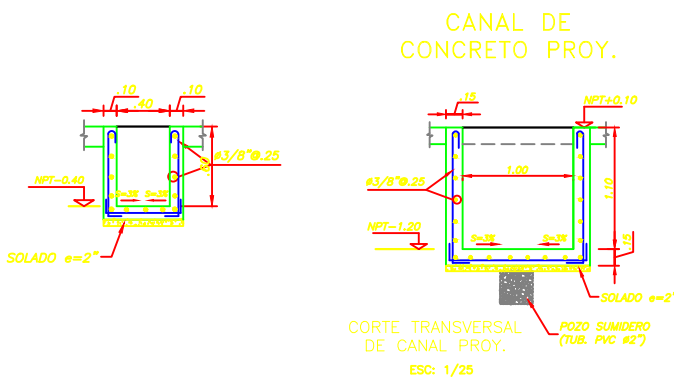 CANAL DE
CONCRETO PROY.
.10
.40
.10
Ø3/8"@.25
NPT-0.40
S=3% S=3%
SOLADO e=2"
.15
NPT+0.10
1.00
1.10
Ø3/8"@.25
NPT-1.20
S=3% S=3%
.15
SOLADO e=2"
POZO SUMIDERO
(TUB. PVC Ø2")
CORTE TRANSVERSAL
DE CANAL PROY.
ESC: 1/25